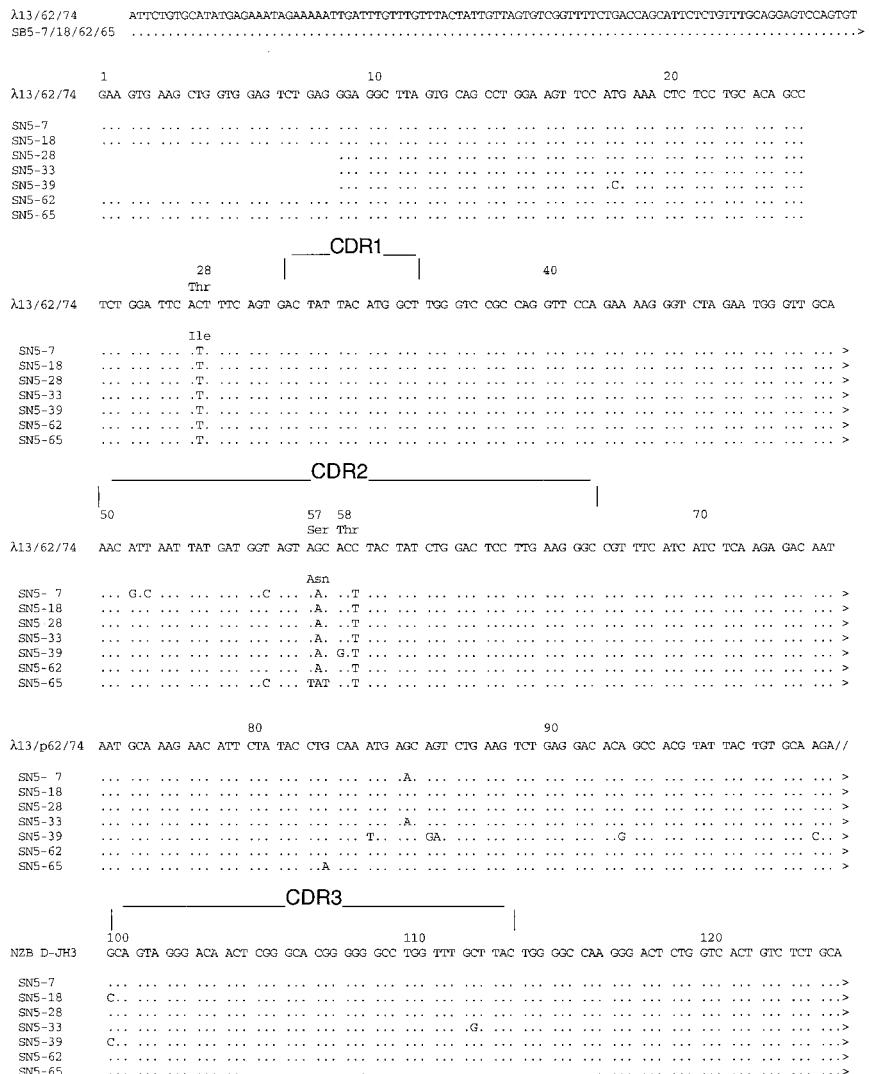 λ13/62/74 ATTCTGTGCATATGAGAAATAGAAAAATTGATTTGTTTGTTTACTATTGTTAGTGTCGGTTTTCTGACCAGCATTCTCTGTTTGCAGGAGTCCAGTGT
SB5-7/18/62/65 ..................................................................................................>
1 10 20
λ13/62/74 GAA GTG AAG CTG GTG GAG TCT GAG GGA GGC TTA GTG CAG CCT GGA AGT TCC ATG AAA CTC TCC TGC ACA GCC
SN5-7 ... ... ... ... ... ... ... ... ... ... ... ... ... ... ... ... ... ... ... ... ... ... ... ...
SN5-18 ... ... ... ... ... ... ... ... ... ... ... ... ... ... ... ... ... ... ... ... ... ... ... ...
SN5-28 ... ... ... ... ... ... ... ... ... ... ... ... ... ... ... ...
SN5-33 ... ... ... ... ... ... ... ... ... ... ... ... ... ... ... ...
SN5-39 ... ... ... ... ... ... ... ... ... .C. ... ... ... ... ... ...
SN5-62 ... ... ... ... ... ... ... ... ... ... ... ... ... ... ... ... ... ... ... ... ... ... ... ...
SN5-65 ... ... ... ... ... ... ... ... ... ... ... ... ... ... ... ... ... ... ... ... ... ... ... ...
CDR1
28 40
Thr
λ13/62/74 TCT GGA TTC ACT TTC AGT GAC TAT TAC ATG GCT TGG GTC CGC CAG GGT TCC AGA AAG GGT CTA GAA TGG GTT GCA
Ile
SN5-7 ... ... ... .T. ... ... ... ... ... ... ... ... ... ... ... ... ... ... ... ... ... ... ... ... ... >
SN5-18 ... ... ... .T. ... ... ... ... ... ... ... ... ... ... ... ... ... ... ... ... ... ... ... ... ... >
SN5-28 ... ... ... .T. ... ... ... ... ... ... ... ... ... ... ... ... ... ... ... ... ... ... ... ... ... >
SN5-33 ... ... ... .T. ... ... ... ... ... ... ... ... ... ... ... ... ... ... ... ... ... ... ... ... ... >
SN5-39 ... ... ... .T. ... ... ... ... ... ... ... ... ... ... ... ... ... ... ... ... ... ... ... ... ... >
SN5-62 ... ... ... .T. ... ... ... ... ... ... ... ... ... ... ... ... ... ... ... ... ... ... ... ... ... >
SN5-65 ... ... ... .T. ... ... ... ... ... ... ... ... ... ... ... ... ... ... ... ... ... ... ... ... ... >
CDR2
50 57 58 70
Ser Thr
λ13/62/74 AAC ATT AAT TAT GAT GGT AGT AGC ACC TAC TAT CTG GAC TCC TTG AAG GGC CGT TTC ATC ATC TCA AGA GAC AAT
Asn
SN5- 7 ... G.C ... ... ... ..C ... .A. ..T ... ... ... ... ... ... ... ... ... ... ... ... ... ... ... ... >
SN5-18 ... ... ... ... ... ... ... .A. ..T ... ... ... ... ... ... ... ... ... ... ... ... ... ... ... ... >
SN5-28 ... ... ... ... ... ... ... .A. ..T ... ... ... ... ... ... ... ... ... ... ... ... ... ... ... ... >
SN5-33 ... ... ... ... ... ... ... .A. ..T ... ... ... ... ... ... ... ... ... ... ... ... ... ... ... ... >
SN5-39 ... ... ... ... ... ... ... .A. G.T ... ... ... ... ... ... ... ... ... ... ... ... ... ... ... ... >
SN5-62 ... ... ... ... ... ... ... .A. ..T ... ... ... ... ... ... ... ... ... ... ... ... ... ... ... ... >
SN5-65 ... ... ... ... ... ..C ... TAT ..T ... ... ... ... ... ... ... ... ... ... ... ... ... ... ... ... >
80 90
λ13/p62/74 AAT GCA AAG AAC ATT CTA TAC CTG CAA ATG AGC AGT CTG AAG TCT GAG GAC ACA GCC ACG TAT TAC TGT GCA AGA//
SN5- 7 ... ... ... ... ... ... ... ... ... ... .A. ... ... ... ... ... ... ... ... ... ... ... ... ... ... >
SN5-18 ... ... ... ... ... ... ... ... ... ... ... ... ... ... ... ... ... ... ... ... ... ... ... ... ... >
SN5-28 ... ... ... ... ... ... ... ... ... ... ... ... ... ... ... ... ... ... ... ... ... ... ... ... ... >
SN5-33 ... ... ... ... ... ... ... ... ... ... .A. ... ... ... ... ... ... ... ... ... ... ... ... ... ... >
SN5-39 ... ... ... ... ... ... ... ... ... T.. ... GA. ... ... ... ... ... ..G ... ... ... ... ... ... C.. >
SN5-62 ... ... ... ... ... ... ... ... ... ... ... ... ... ... ... ... ... ... ... ... ... ... ... ... ... >
SN5-65 ... ... ... ... ... ... ... ..A ... ... ... ... ... ... ... ... ... ... ... ... ... ... ... ... ... >
CDR3
100 110 120
NZB D-JH3 GCA GTA GGG ACA ACT CGG GCA CGG GGG GCC TGG TTT GCT TAC TGG GGC CAA GGG ACT CTG GTC ACT GTC TCT GCA
SN5-7 ... ... ... ... ... ... ... ... ... ... ... ... ... ... ... ... ... ... ... ... ... ... ... ... ...>
SN5-18 C.. ... ... ... ... ... ... ... ... ... ... ... ... ... ... ... ... ... ... ... ... ... ... ... ...>
SN5-28 ... ... ... ... ... ... ... ... ... ... ... ... ... ... ... ... ... ... ... ... ... ... ... ... ...>
SN5-33 ... ... ... ... ... ... ... ... ... ... ... ... .G. ... ... ... ... ... ... ... ... ... ... ... ...>
SN5-39 C.. ... ... ... ... ... ... ... ... ... ... ... ... ... ... ... ... ... ... ... ... ... ... ... ...>
SN5-62 ... ... ... ... ... ... ... ... ... ... ... ... ... ... ... ... ... ... ... ... ... ... ... ... ...>
SN5-65 ... ... ... ... ... ... ... ... ... ... ... ... ... ... ... ... ... ... ... ... ... ... ... ... ...>